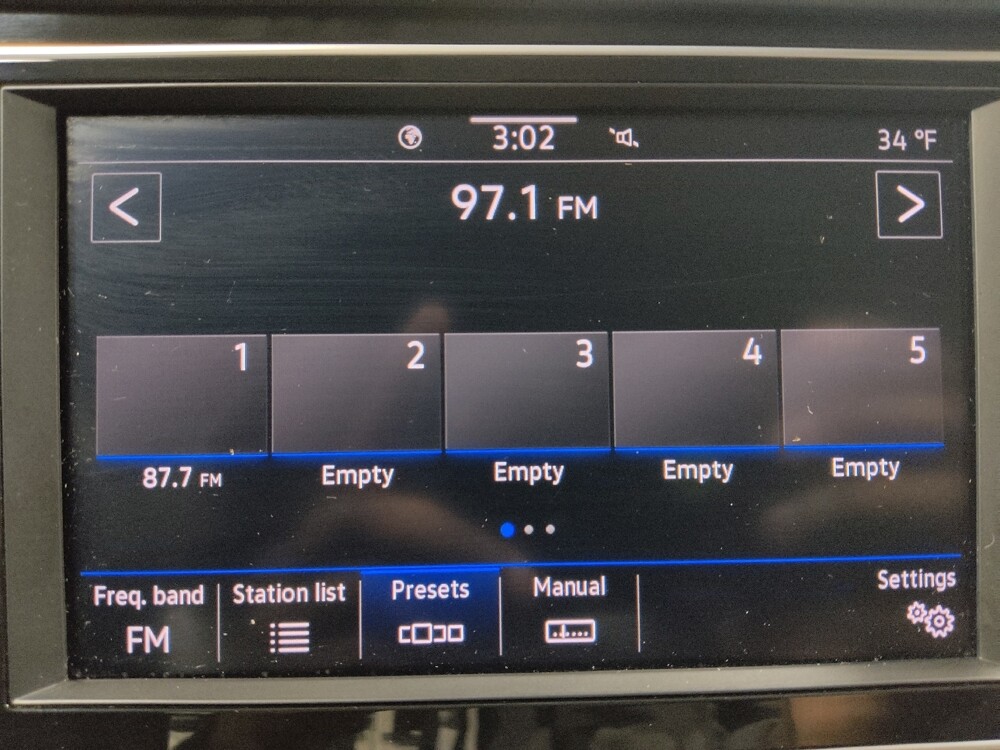 3:02 34 °F
< 97.1 FM >
1 2 3 4 5
87.7 FM Empty Empty Empty Empty
Freq. band Station list Presets Manual Settings
FM